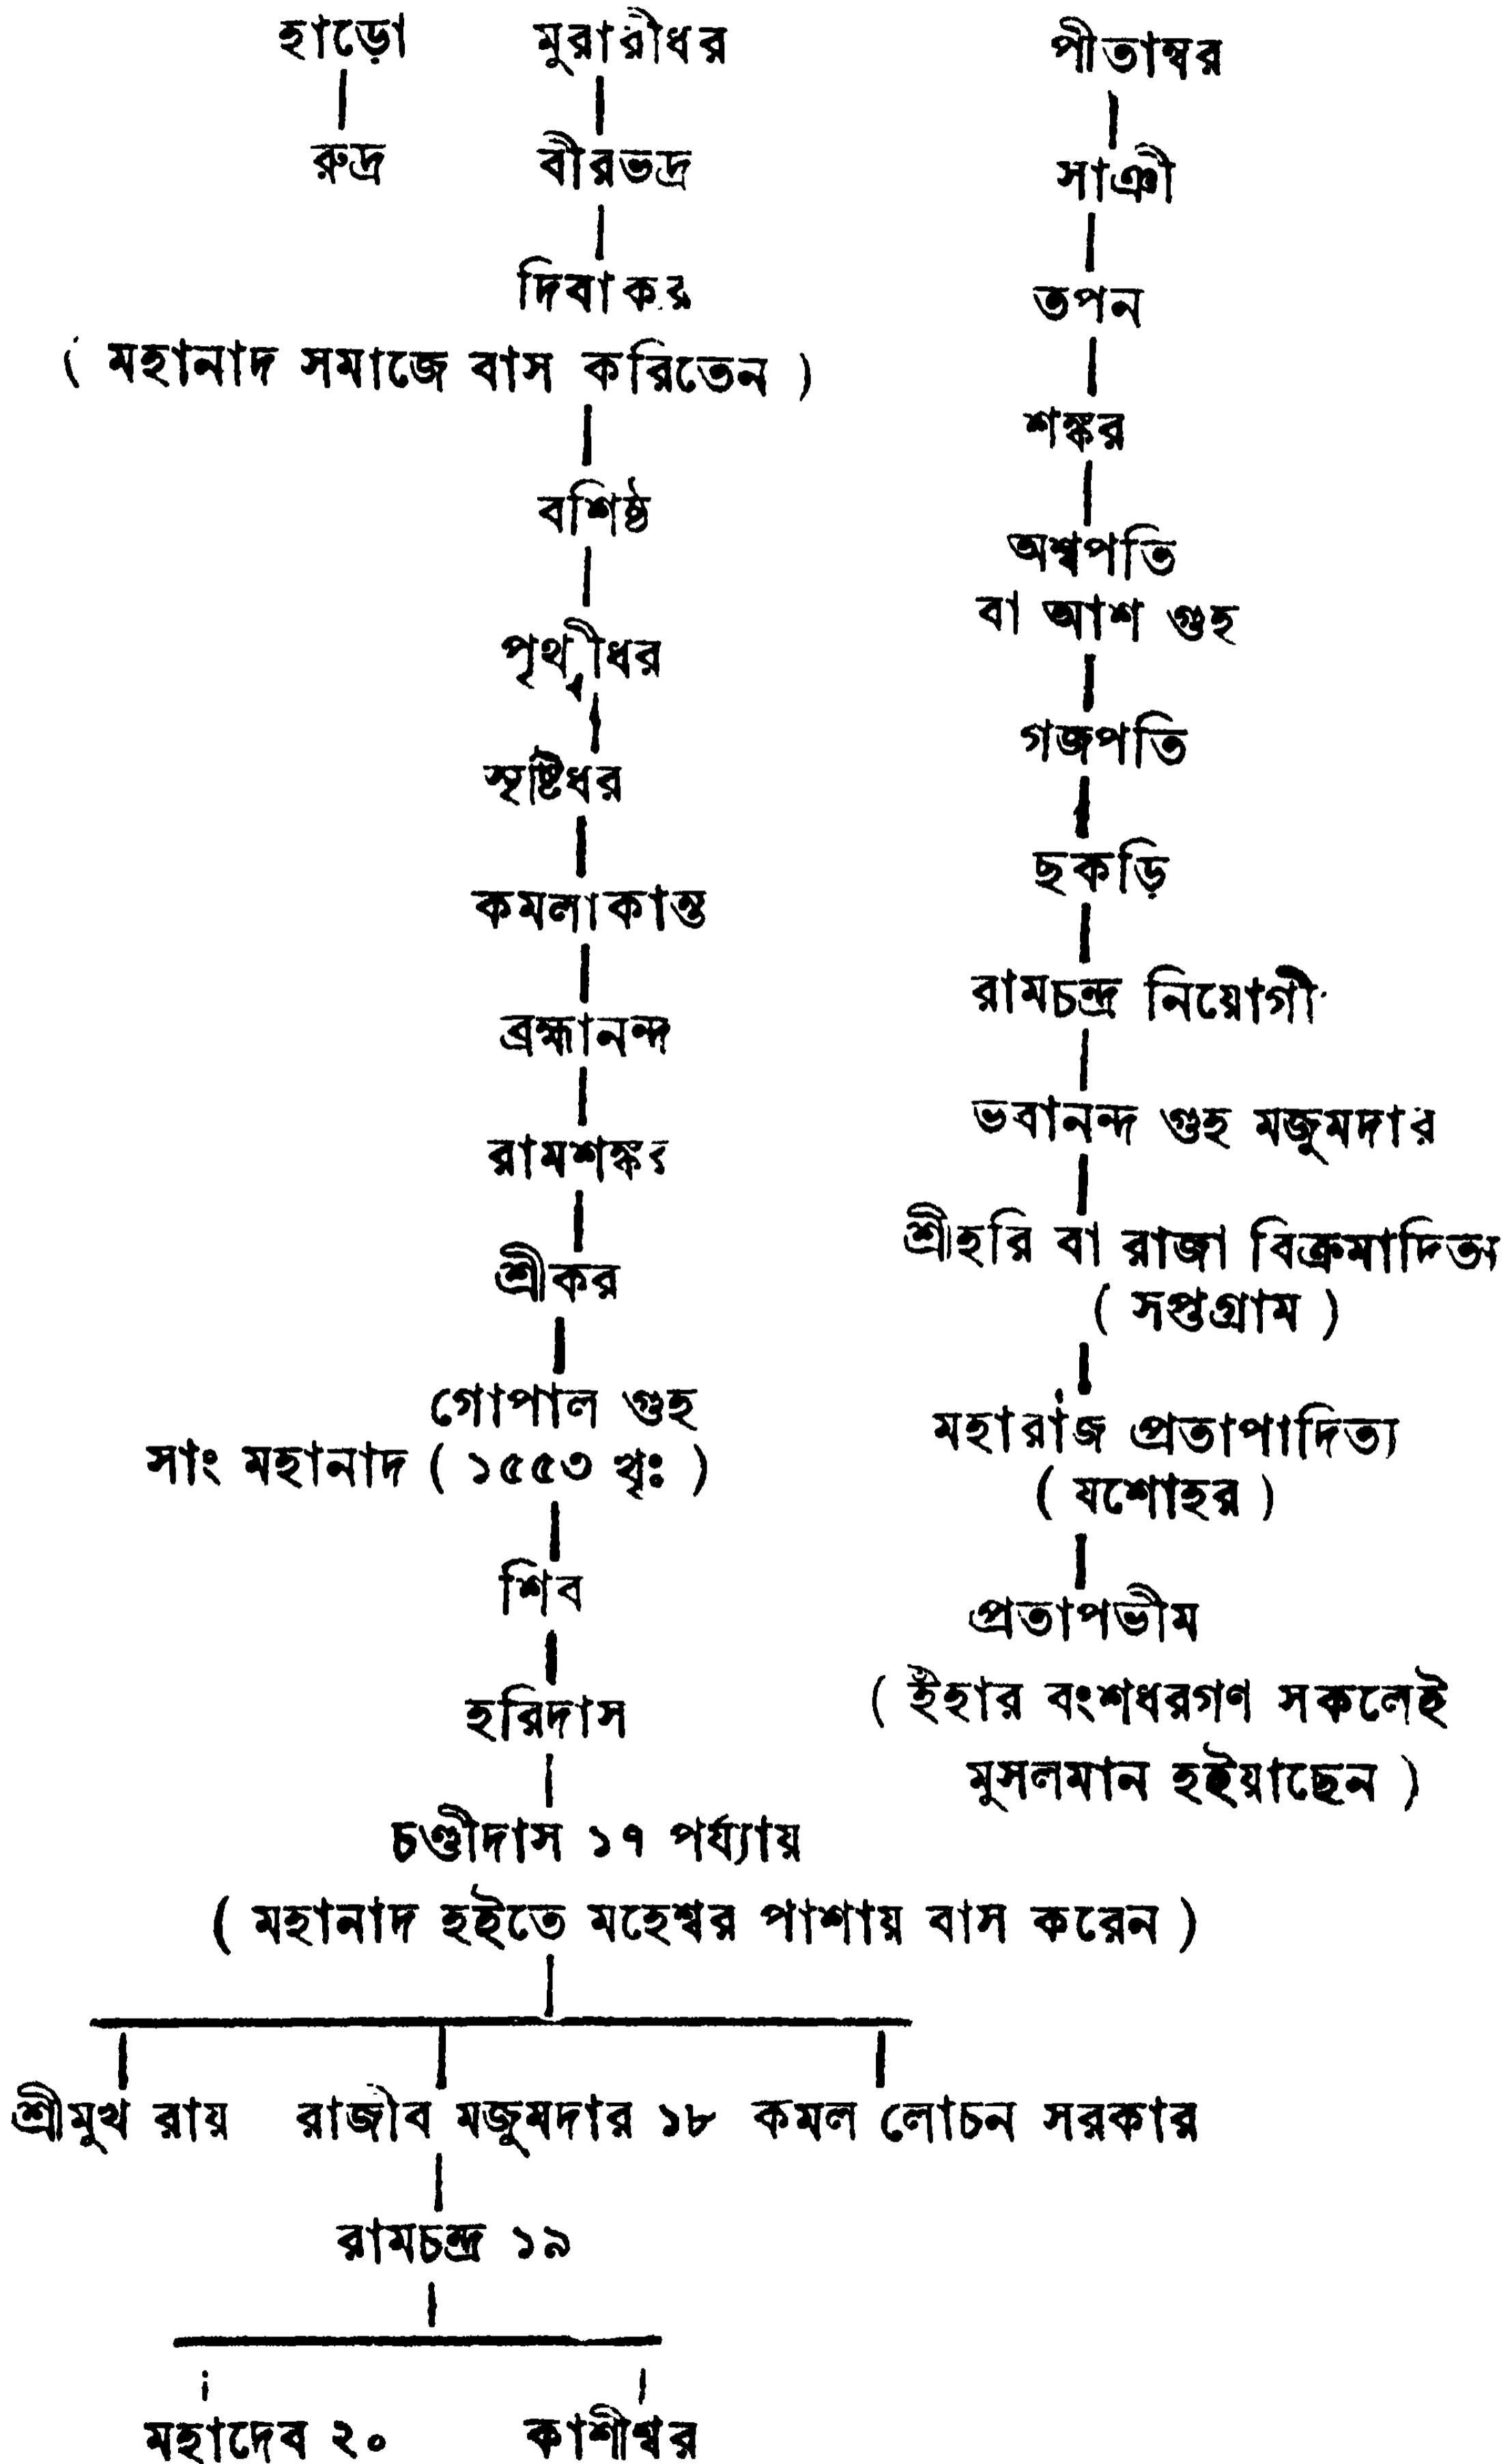 হাড়ো মুরারীধর পীতাম্বর
রুদ্র বীরভদ্র সাঞী
দিবাকর তপন
( মহানাদ সমাজে বাস করিতেন )
শঙ্কর
বশিষ্ঠ
অশ্বপতি
বা আশ গুহ
পৃথ্বীধর
গজপতি
সৃষ্টিধর
ছকড়ি
কমলাকান্ত
রামচন্দ্র নিয়োগী
ব্রহ্মানন্দ
ভবানন্দ গুহ মজুমদার
রামশঙ্কর
শ্রীহরি বা রাজা বিক্রমাদিত্য
শ্রীকর
( সপ্তগ্রাম )
গোপাল গুহ
মহারাজ প্রতাপাদিত্য
সাং মহানাদ ( ১৫৫৩ খৃঃ )
( যশোহর )
শিব
প্রতাপভীম
হরিদাস
( ইঁহার বংশধরগণ সকলেই
মুসলমান হইয়াছেন )
চণ্ডীদাস ১৭ পর্য্যায়
( মহানাদ হইতে মহেশ্বর পাশায় বাস করেন )
শ্রীমুখ রায় রাজীব মজুমদার ১৮ কমল লোচন সরকার
রামচন্দ্র ১৯
মহাদেব ২০ কাশীশ্বর